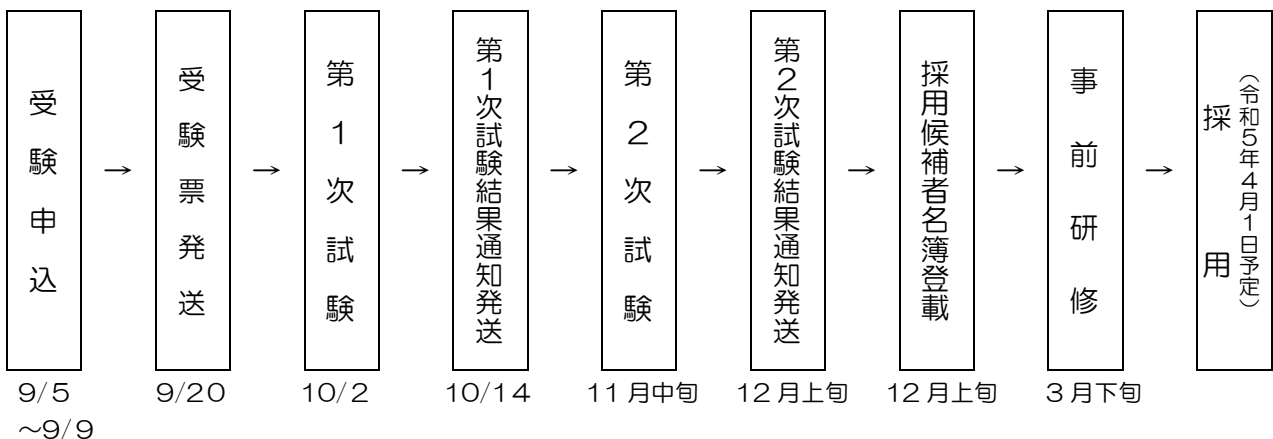 受験申込
→
受験票発送
→
第1次試験
→
第1次試験結果通知発送
→
第2次試験
→
第2次試験結果通知発送
→
採用候補者名簿登載
→
事前研修
→
採用
（令和5年4月1日予定）
9/5
～9/9
9/20
10/2
10/14
11月中旬
12月上旬
12月上旬
3月下旬